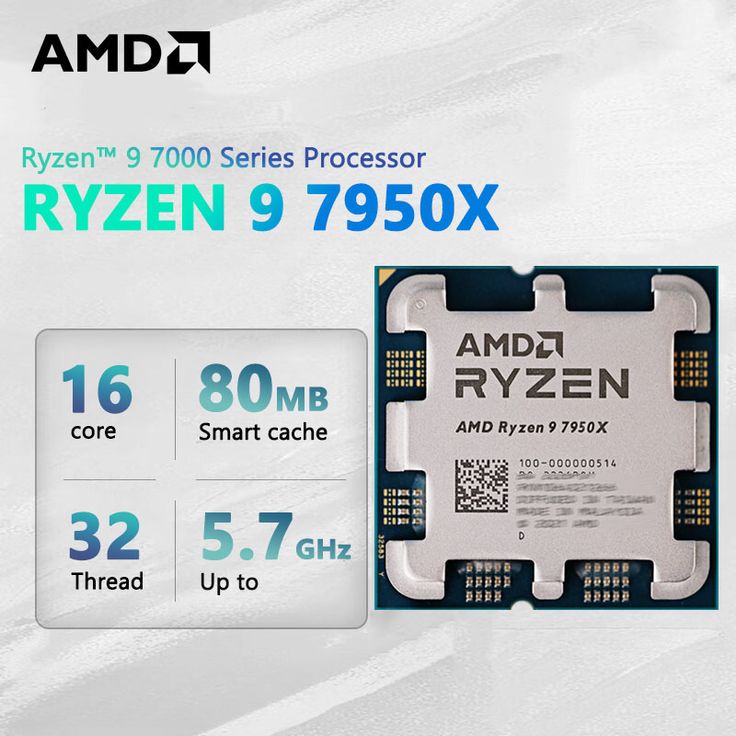 AMD
Ryzen™ 9 7000 Series Processor
RYZEN 9 7950X
16
core
80MB
Smart cache
32
Thread
5.7GHz
Up to
AMD
RYZEN
AMD Ryzen 9 7950X
100-000000514
32583 Y
D